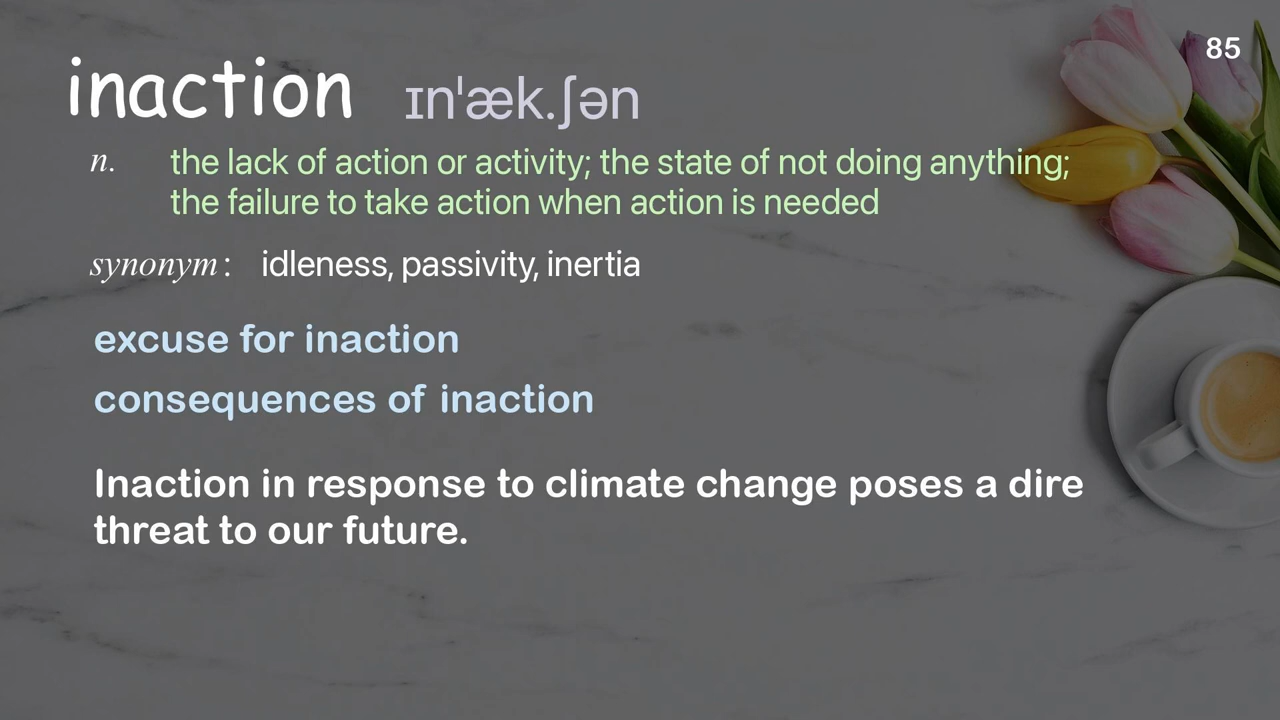 85
inaction ɪnˈæk.ʃən
n. the lack of action or activity; the state of not doing anything;
the failure to take action when action is needed
synonym: idleness, passivity, inertia
excuse for inaction
consequences of inaction
Inaction in response to climate change poses a dire
threat to our future.